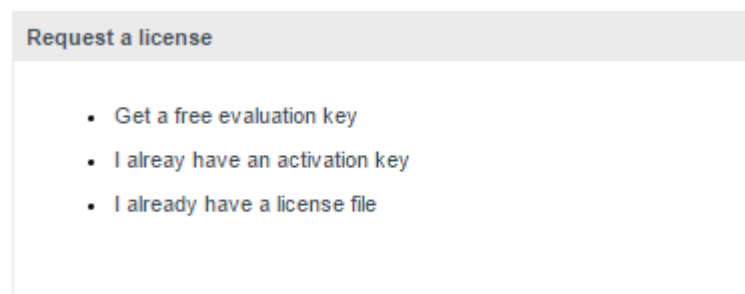 Request a license
Get a free evaluation key
I alreay have an activation key
I already have a license file